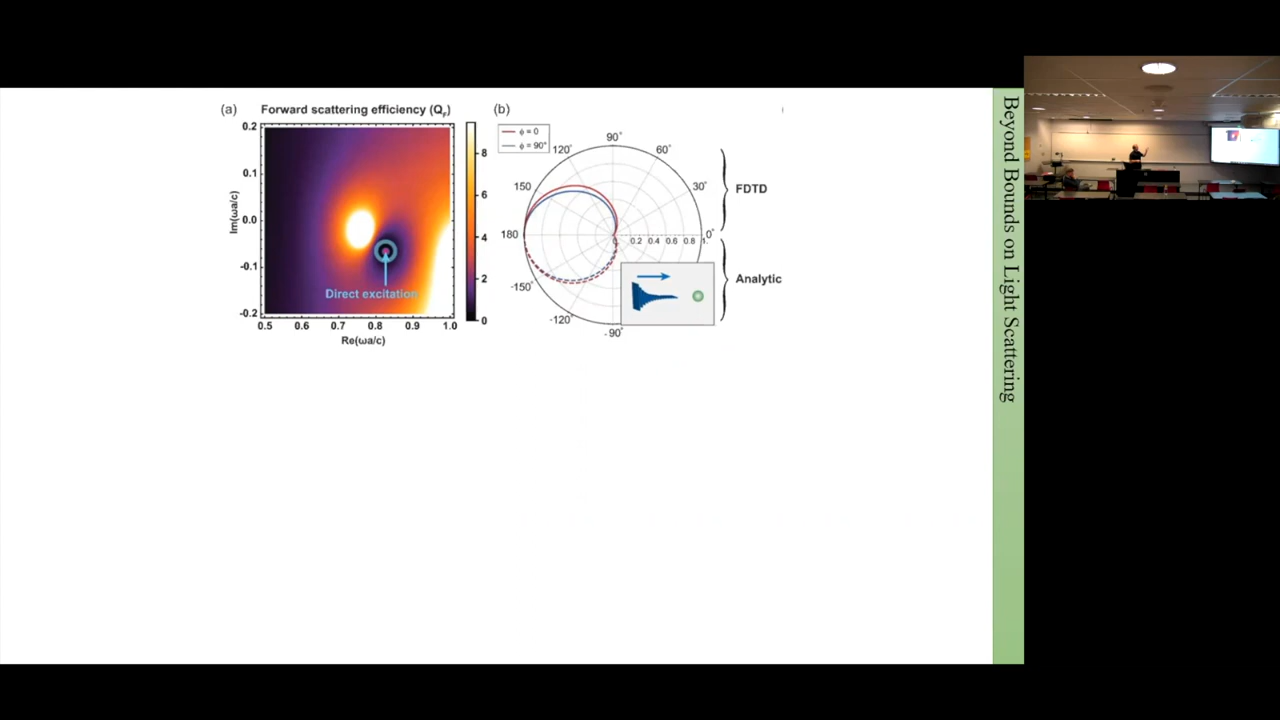 (a)
Forward scattering efficiency (QF)
0.2
0.1
0.0
-0.1
-0.2
Im(ωa/c)
0.5 0.6 0.7 0.8 0.9 1.0
Re(ωa/c)
Direct excitation
8
6
4
2
0
(b)
ϕ = 0
ϕ = 90°
90°
120°
60°
150
30°
180
0°
0.2 0.4 0.6 0.8 1.
-150°
-120°
-90°
FDTD
Analytic
Beyond Bounds on Light Scattering